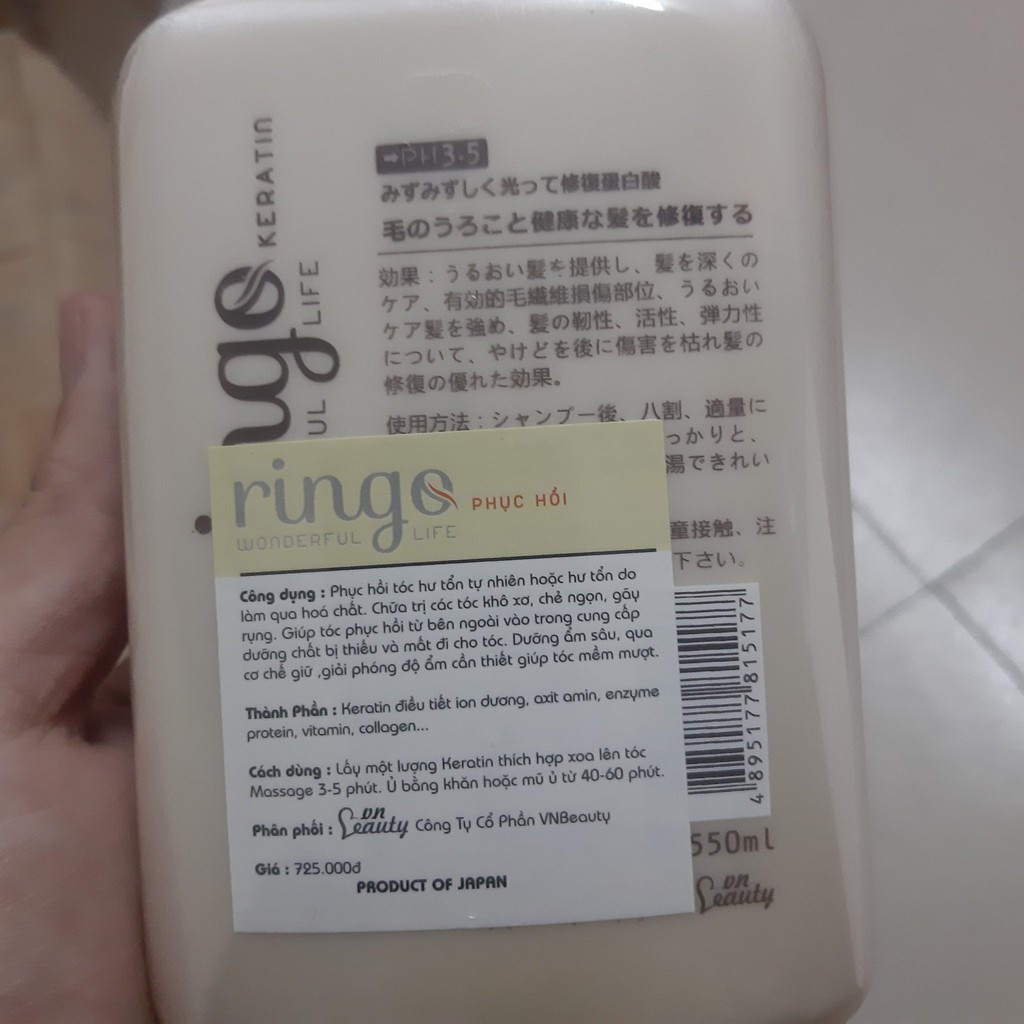 KERATIN
LIFE
UL
➡PH3.5
みずみずしく光って修復蛋白酸
毛のうろこと健康な髪を修復する
効果：うるおい髪を提供し、髪を深くの
ケア、有効的毛繊維損傷部位、うるおい
ケア髪を強め、髪の靭性、活性、弾力性
について、やけどを後に傷害を枯れ髪の
修復の優れた効果。
使用方法：シャンプー後、八割、適量に
っかりと、
湯できれい
童接触、注
下さい。
ringo PHỤC HỒI
WONDERFUL LIFE
Công dụng : Phục hồi tóc hư tổn tự nhiên hoặc hư tổn do
làm qua hoá chất. Chữa trị các tóc khô xơ, chẻ ngọn, gãy
rụng. Giúp tóc phục hồi từ bên ngoài vào trong cung cấp
dưỡng chất bị thiếu và mất đi cho tóc. Dưỡng ẩm sâu, qua
cơ chế giữ ,giải phóng độ ẩm cần thiết giúp tóc mềm mượt.
Thành Phần : Keratin điều tiết ion dương, axit amin, enzyme
protein, vitamin, collagen...
Cách dùng : Lấy một lượng Keratin thích hợp xoa lên tóc
Massage 3-5 phút. Ủ bằng khăn hoặc mũ ủ từ 40-60 phút.
Phân phối : vn Beauty Công Ty Cổ Phần VNBeauty
Giá : 725.000đ
PRODUCT OF JAPAN
4 895177 815177
550ml
vn Beauty